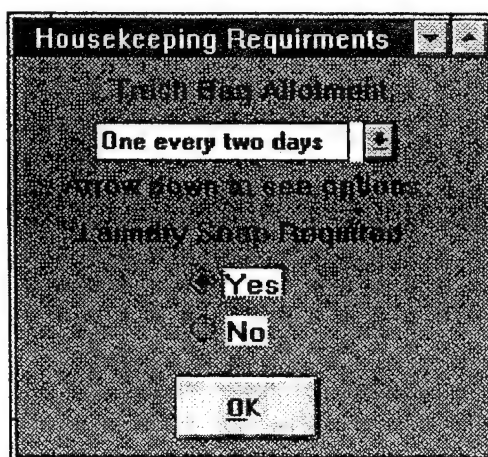 Housekeeping Requirments
Trash Bag Allotment
One every two days
Arrow down to see options
Laundry Soap Required
Yes
No
OK